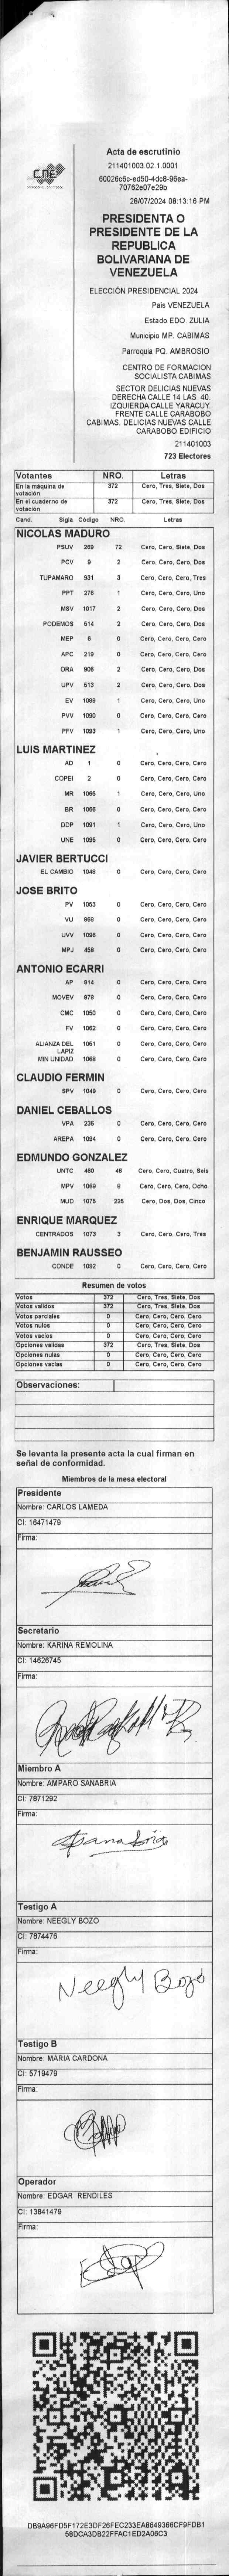 CNE
Acta de escrutinio
211401003.02.1.0001
60026c6c-ed50-4dc8-96ea-
70762e07e29b
28/07/2024 08:13:16 PM
PRESIDENTA O
PRESIDENTE DE LA
REPUBLICA
BOLIVARIANA DE
VENEZUELA
ELECCIÓN PRESIDENCIAL 2024
País VENEZUELA
Estado EDO. ZULIA
Municipio MP. CABIMAS
Parroquia PQ. AMBROSIO
CENTRO DE FORMACION
SOCIALISTA CABIMAS
SECTOR DELICIAS NUEVAS
DERECHA CALLE 14 LAS 40.
IZQUIERDA CALLE YARACUY.
FRENTE CALLE CARABOBO
CABIMAS, DELICIAS NUEVAS CALLE
CARABOBO EDIFICIO
211401003
723 Electores
Votantes NRO. Letras
En la máquina de votación 372 Cero, Tres, Siete, Dos
En el cuaderno de votación 372 Cero, Tres, Siete, Dos
Cand. Sigla Código NRO. Letras
NICOLAS MADURO
PSUV 269 72 Cero, Cero, Siete, Dos
PCV 9 2 Cero, Cero, Cero, Dos
TUPAMARO 931 3 Cero, Cero, Cero, Tres
PPT 276 1 Cero, Cero, Cero, Uno
MSV 1017 2 Cero, Cero, Cero, Dos
PODEMOS 514 2 Cero, Cero, Cero, Dos
MEP 6 0 Cero, Cero, Cero, Cero
APC 219 0 Cero, Cero, Cero, Cero
ORA 906 2 Cero, Cero, Cero, Dos
UPV 513 2 Cero, Cero, Cero, Dos
EV 1089 1 Cero, Cero, Cero, Uno
PVV 1090 0 Cero, Cero, Cero, Cero
PFV 1093 1 Cero, Cero, Cero, Uno
LUIS MARTINEZ
AD 1 0 Cero, Cero, Cero, Cero
COPEI 2 0 Cero, Cero, Cero, Cero
MR 1065 1 Cero, Cero, Cero, Uno
BR 1066 0 Cero, Cero, Cero, Cero
DDP 1091 1 Cero, Cero, Cero, Uno
UNE 1095 0 Cero, Cero, Cero, Cero
JAVIER BERTUCCI
EL CAMBIO 1048 0 Cero, Cero, Cero, Cero
JOSE BRITO
PV 1053 0 Cero, Cero, Cero, Cero
VU 868 0 Cero, Cero, Cero, Cero
UVV 1096 0 Cero, Cero, Cero, Cero
MPJ 458 0 Cero, Cero, Cero, Cero
ANTONIO ECARRI
AP 814 0 Cero, Cero, Cero, Cero
MOVEV 878 0 Cero, Cero, Cero, Cero
CMC 1050 0 Cero, Cero, Cero, Cero
FV 1062 0 Cero, Cero, Cero, Cero
ALIANZA DEL LAPIZ 1061 0 Cero, Cero, Cero, Cero
MIN UNIDAD 1068 0 Cero, Cero, Cero, Cero
CLAUDIO FERMIN
SPV 1049 0 Cero, Cero, Cero, Cero
DANIEL CEBALLOS
VPA 236 0 Cero, Cero, Cero, Cero
AREPA 1094 0 Cero, Cero, Cero, Cero
EDMUNDO GONZALEZ
UNTC 460 46 Cero, Cero, Cuatro, Seis
MPV 1069 8 Cero, Cero, Cero, Ocho
MUD 1075 225 Cero, Dos, Dos, Cinco
ENRIQUE MARQUEZ
CENTRADOS 1073 3 Cero, Cero, Cero, Tres
BENJAMIN RAUSSEO
CONDE 1092 0 Cero, Cero, Cero, Cero
Resumen de votos
Votos 372 Cero, Tres, Siete, Dos
Votos validos 372 Cero, Tres, Siete, Dos
Votos parciales 0 Cero, Cero, Cero, Cero
Votos nulos 0 Cero, Cero, Cero, Cero
Votos vacios 0 Cero, Cero, Cero, Cero
Opciones validas 372 Cero, Tres, Siete, Dos
Opciones nulas 0 Cero, Cero, Cero, Cero
Opciones vacias 0 Cero, Cero, Cero, Cero
Observaciones:
Se levanta la presente acta la cual firman en
señal de conformidad.
Miembros de la mesa electoral
Presidente
Nombre: CARLOS LAMEDA
CI: 16471479
Firma:
Secretario
Nombre: KARINA REMOLINA
CI: 14626745
Firma:
Miembro A
Nombre: AMPARO SANABRIA
CI: 7871292
Firma:
Testigo A
Nombre: NEEGLY BOZO
CI: 7874476
Firma:
Neegly Bozo
Testigo B
Nombre: MARIA CARDONA
CI: 5719479
Firma:
Operador
Nombre: EDGAR RENDILES
CI: 13841479
Firma:
DB9A96FD5F172E3DF26FEC233EA8649366CF9FDB1
58DCA3DB22FFAC1ED2A06C3